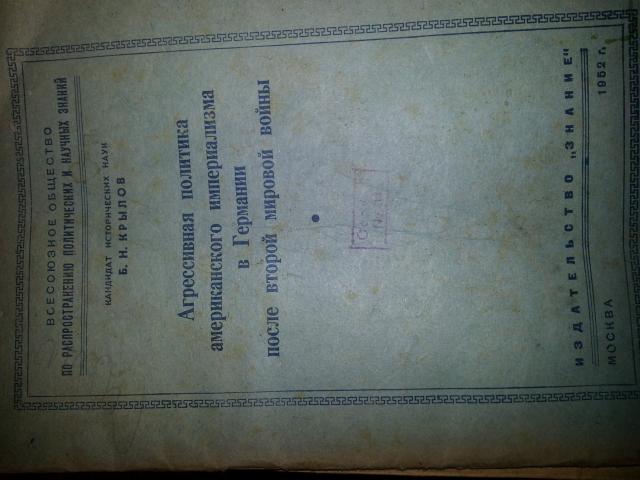 ВСЕСОЮЗНОЕ ОБЩЕСТВО
ПО РАСПРОСТРАНЕНИЮ ПОЛИТИЧЕСКИХ И НАУЧНЫХ ЗНАНИЙ
КАНДИДАТ ИСТОРИЧЕСКИХ НАУК
Б. Н. КРЫЛОВ
Агрессивная политика
американского империализма
в Германии
после второй мировой войны
ИЗДАТЕЛЬСТВО „ЗНАНИЕ"
МОСКВА 1952 г.